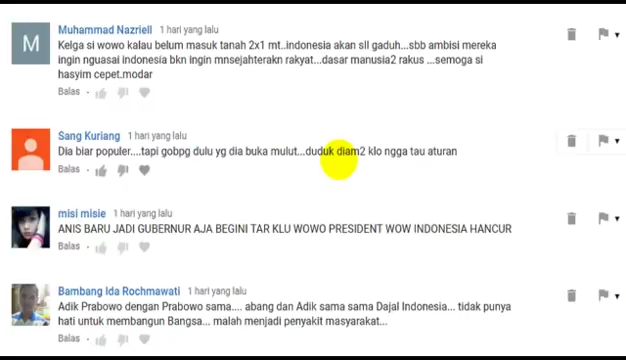 M
Muhammad Nazriell 1 hari yang lalu
Kelga si wowo kalau belum masuk tanah 2x1 mt..indonesia akan sll gaduh...sbb ambisi mereka
ingin nguasai indonesia bkn ingin mnsejahterakn rakyat...dasar manusia2 rakus ...semoga si
hasyim cepet.modar
Balas
Sang Kuriang 1 hari yang lalu
Dia biar populer....tapi gobpg dulu yg dia buka mulut...duduk diam2 klo ngga tau aturan
Balas
misi misie 1 hari yang lalu
ANIS BARU JADI GUBERNUR AJA BEGINI TAR KLU WOWO PRESIDENT WOW INDONESIA HANCUR
Balas
Bambang Ida Rochmawati 1 hari yang lalu
Adik Prabowo dengan Prabowo sama.... abang dan Adik sama sama Dajal Indonesia... tidak punya
hati untuk membangun Bangsa... malah menjadi penyakit masyarakat...
Balas